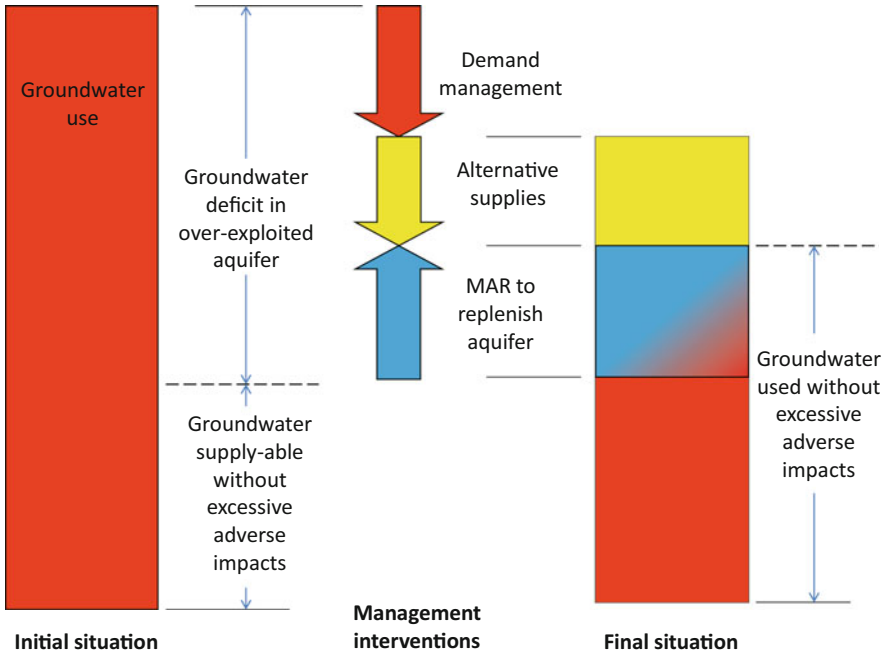 Groundwater
use
Groundwater
deficit in
over-exploited
aquifer
Groundwater
supply-able
without
excessive
adverse
impacts
Initial situation
Demand
management
Alternative
supplies
MAR to
replenish
aquifer
Management
interventions
Groundwater
used without
excessive
adverse
impacts
Final situation